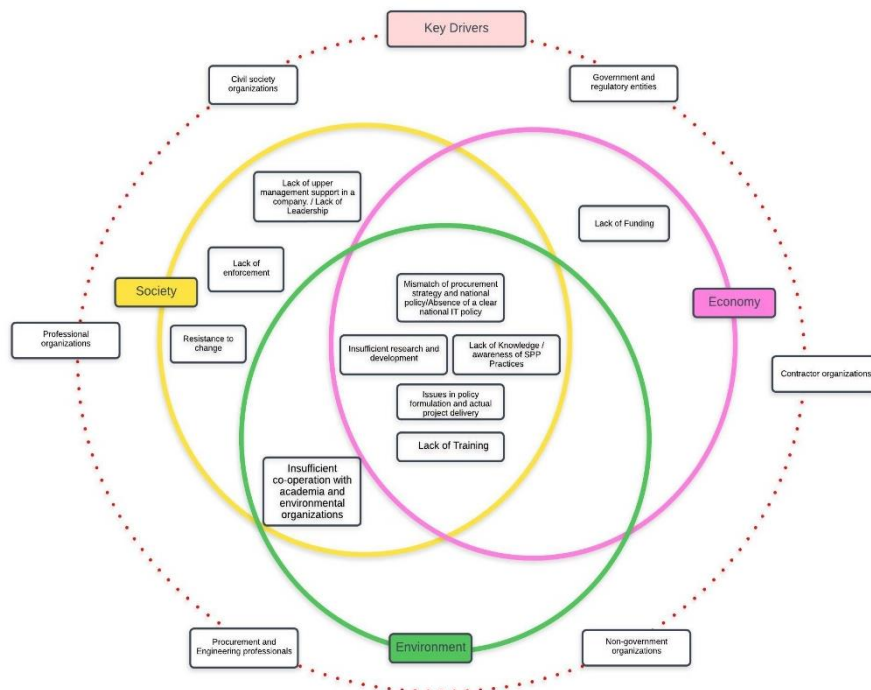 Key Drivers
Civil society
organizations
Government and
regulatory entities
Lack of upper
management support in a
company. / Lack of
Leadership
Lack of Funding
Lack of
enforcement
Society
Mismatch of procurement
strategy and national
policy/Absence of a clear
national IT policy
Economy
Professional
organizations
Resistance to
change
Insufficient research and
development
Lack of Knowledge /
awareness of SPP
Practices
Contractor organizations
Issues in policy
formulation and actual
project delivery
Lack of Training
Insufficient
co-operation with
academia and
environmental
organizations
Procurement and
Engineering professionals
Environment
Non-government
organizations